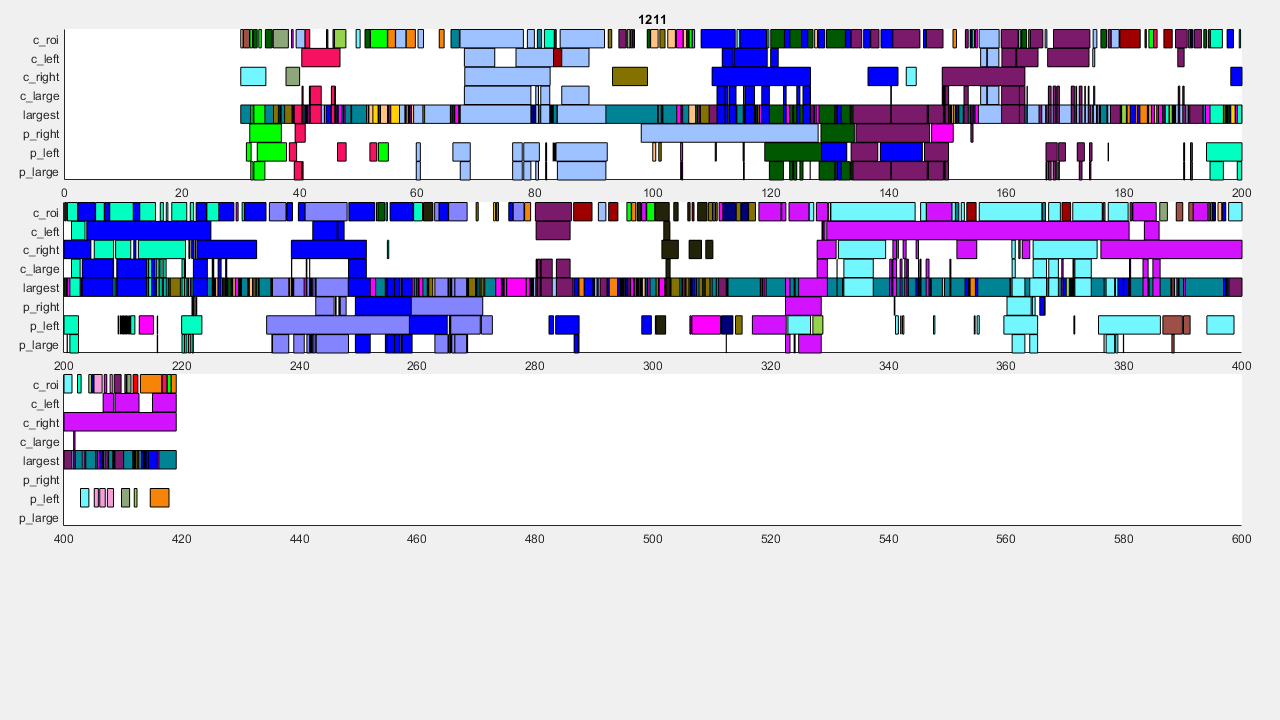 1211
c_roi
c_left
c_right
c_large
largest
p_right
p_left
p_large
0 20 40 60 80 100 120 140 160 180 200
c_roi
c_left
c_right
c_large
largest
p_right
p_left
p_large
200 220 240 260 280 300 320 340 360 380 400
c_roi
c_left
c_right
c_large
largest
p_right
p_left
p_large
400 420 440 460 480 500 520 540 560 580 600